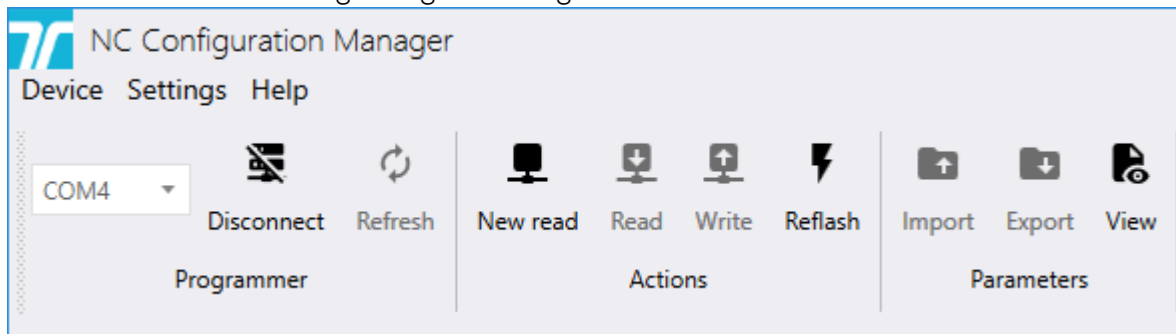 NC Configuration Manager
Device Settings Help
COM4
Disconnect Refresh New read Read Write Reflash Import Export View
Programmer Actions Parameters